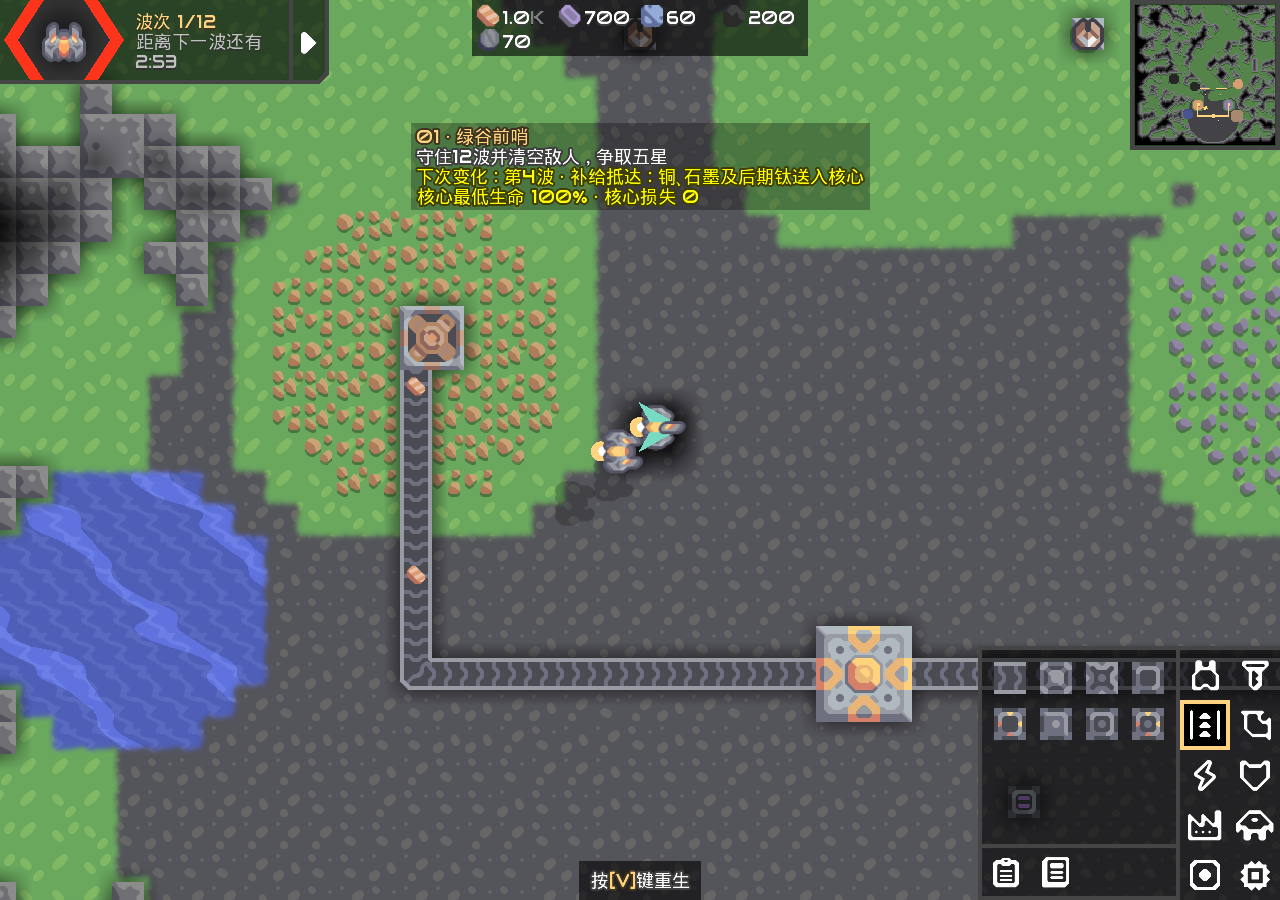 波次 1/12
距离下一波还有
2:53
1.0K 700 60 200
70
01 · 绿谷前哨
守住12波并清空敌人，争取五星
下次变化：第4波 · 补给抵达：铜、石墨及后期钛送入核心
核心最低生命 100% · 核心损失 0
按[V]键重生